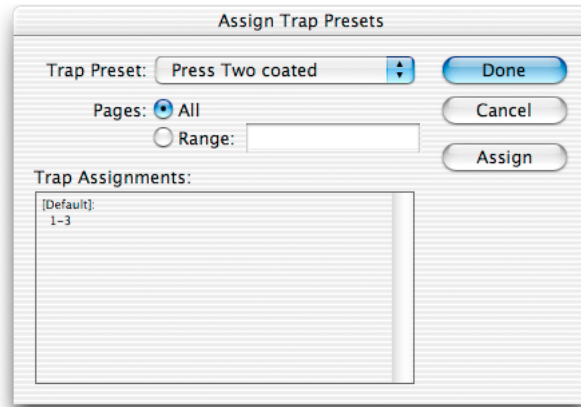 Assign Trap Presets
Trap Preset: Press Two coated
Done
Pages: All
Cancel
Range:
Assign
Trap Assignments:
[Default]:
1-3